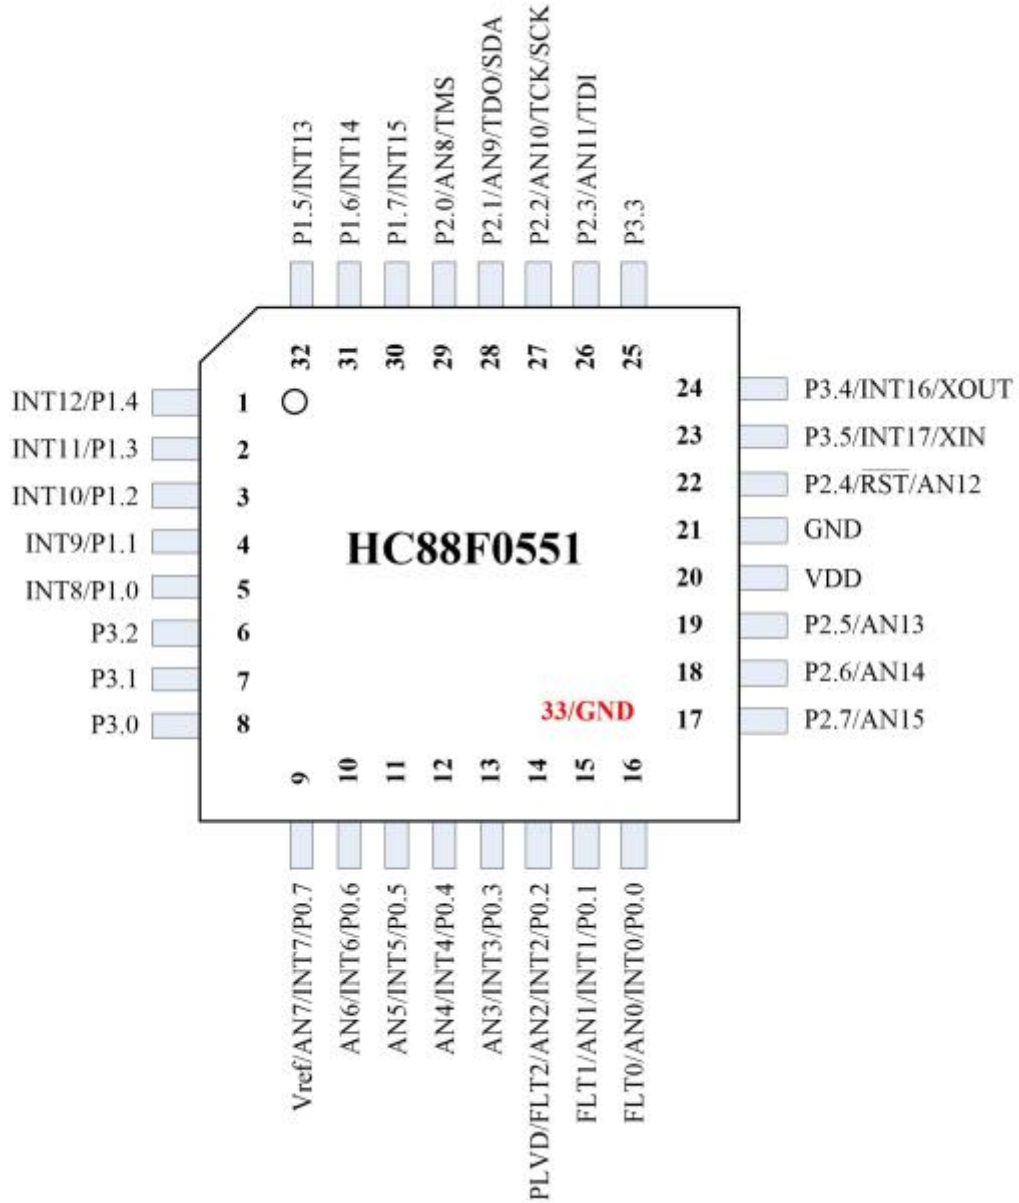 P1.5/INT13
P1.6/INT14
P1.7/INT15
P2.0/AN8/TMS
P2.1/AN9/TDO/SDA
P2.2/AN10/TCK/SCK
P2.3/AN11/TDI
P3.3
32
31
30
29
28
27
26
25
INT12/P1.4
1
INT11/P1.3
2
INT10/P1.2
3
INT9/P1.1
4
INT8/P1.0
5
P3.2
6
P3.1
7
P3.0
8
HC88F0551
33/GND
24
P3.4/INT16/XOUT
23
P3.5/INT17/XIN
22
P2.4/R̅S̅T̅/AN12
21
GND
20
VDD
19
P2.5/AN13
18
P2.6/AN14
17
P2.7/AN15
9
10
11
12
13
14
15
16
Vref/AN7/INT7/P0.7
AN6/INT6/P0.6
AN5/INT5/P0.5
AN4/INT4/P0.4
AN3/INT3/P0.3
PLVD/FLT2/AN2/INT2/P0.2
FLT1/AN1/INT1/P0.1
FLT0/AN0/INT0/P0.0